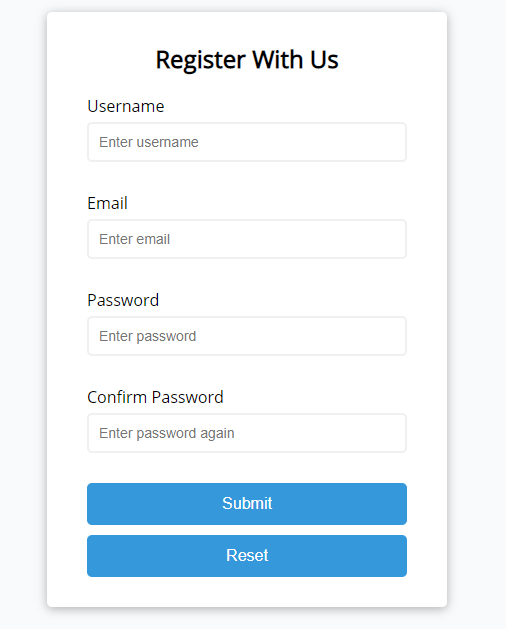 Register With Us
Username
Enter username
Email
Enter email
Password
Enter password
Confirm Password
Enter password again
Submit
Reset